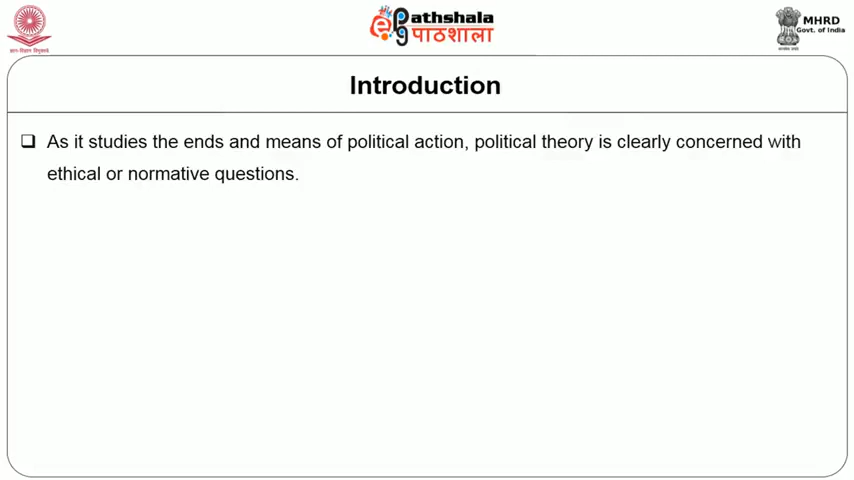 ePathshala
पाठशाला
MHRD
Govt. of India
Introduction
As it studies the ends and means of political action, political theory is clearly concerned with
ethical or normative questions.